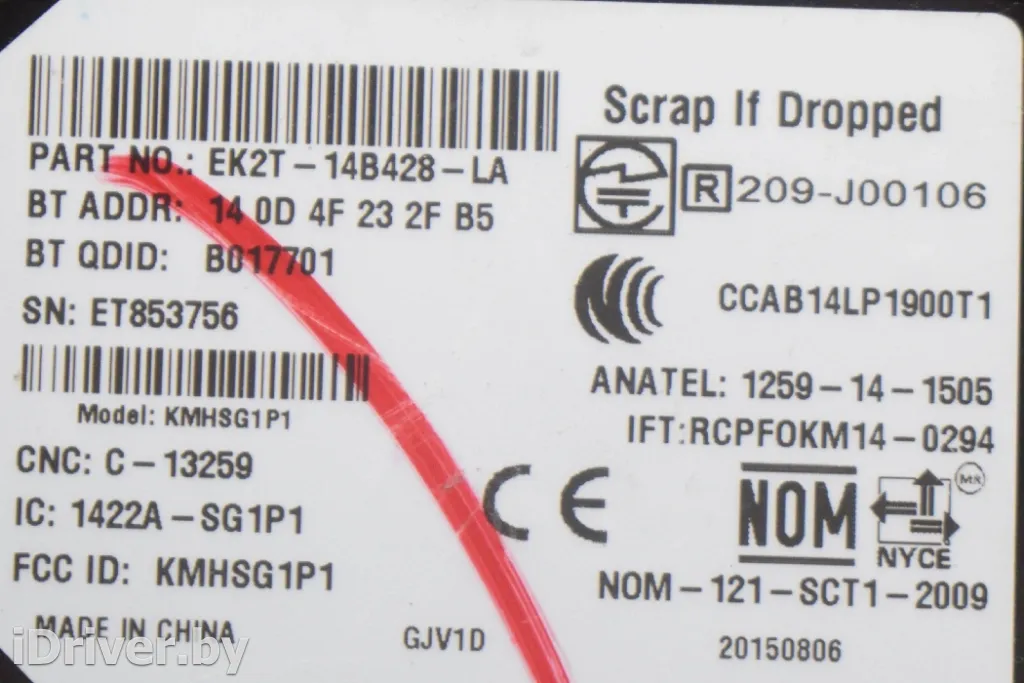 Scrap If Dropped
PART NO.: EK2T-14B428-LA
R 209-J00106
BT ADDR: 14 0D 4F 23 2F B5
BT QDID: B017701
CCAB14LP1900T1
SN: ET853756
ANATEL: 1259-14-1505
Model: KMHSG1P1
IFT:RCPFOKM14-0294
CNC: C-13259
CE
NOM
MR
NYCE
IC: 1422A-SG1P1
FCC ID: KMHSG1P1
NOM-121-SCT1-2009
MADE IN CHINA
GJV1D
20150806
iDriver.by